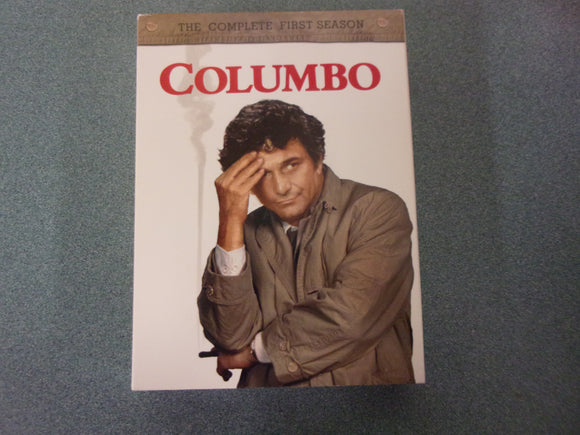 THE COMPLETE FIRST SEASON
COLUMBO